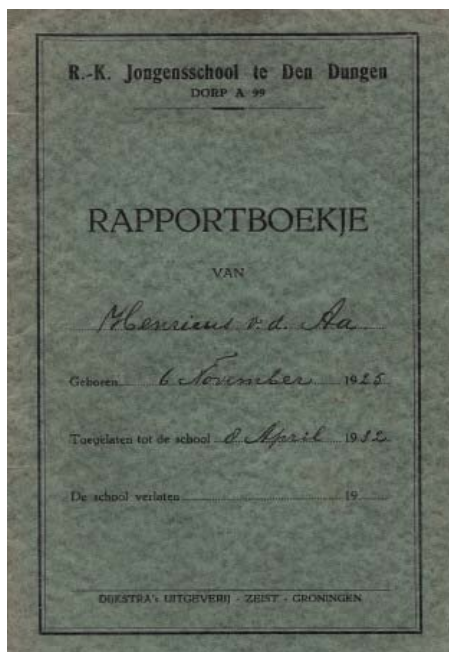 R.-K. Jongensschool te Den Dungen
DORP A 99
RAPPORTBOEKJE
VAN
Henricus v. d. Aa
Geboren 6 November 1925
Toegelaten tot de school 8 April 1932
De school verlaten 19
DIJKSTRA's UITGEVERIJ - ZEIST - GRONINGEN